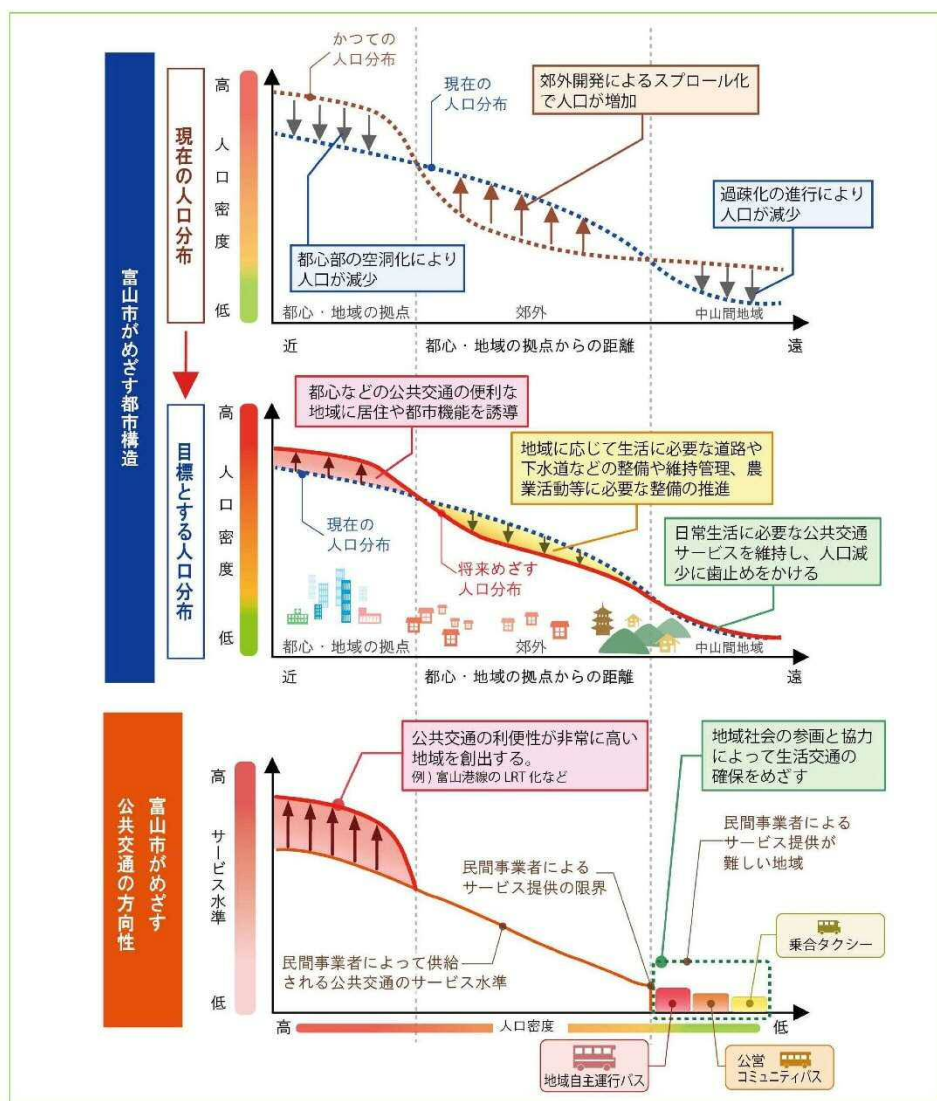 富山市がめざす都市構造
現在の人口分布
高
人口密度
低
かつての
人口分布
現在の
人口分布
郊外開発によるスプロール化
で人口が増加
過疎化の進行により
人口が減少
都心部の空洞化により
人口が減少
都心・地域の拠点
郊外
中山間地域
近
都心・地域の拠点からの距離
遠
目標とする人口分布
高
人口密度
低
都心などの公共交通の便利な
地域に居住や都市機能を誘導
地域に応じて生活に必要な道路や
下水道などの整備や維持管理、農
業活動等に必要な整備の推進
日常生活に必要な公共交通
サービスを維持し、人口減
少に歯止めをかける
現在の
人口分布
将来めざす
人口分布
都心・地域の拠点
郊外
中山間地域
近
都心・地域の拠点からの距離
遠
富山市がめざす
公共交通の方向性
高
サービス水準
低
公共交通の利便性が非常に高い
地域を創出する。
例）富山港線のLRT化など
地域社会の参画と協力
によって生活交通の
確保をめざす
民間事業者による
サービス提供が
難しい地域
民間事業者による
サービス提供の限界
民間事業者によって供給
される公共交通のサービス水準
乗合タクシー
高
人口密度
低
地域自主運行バス
公営
コミュニティバス